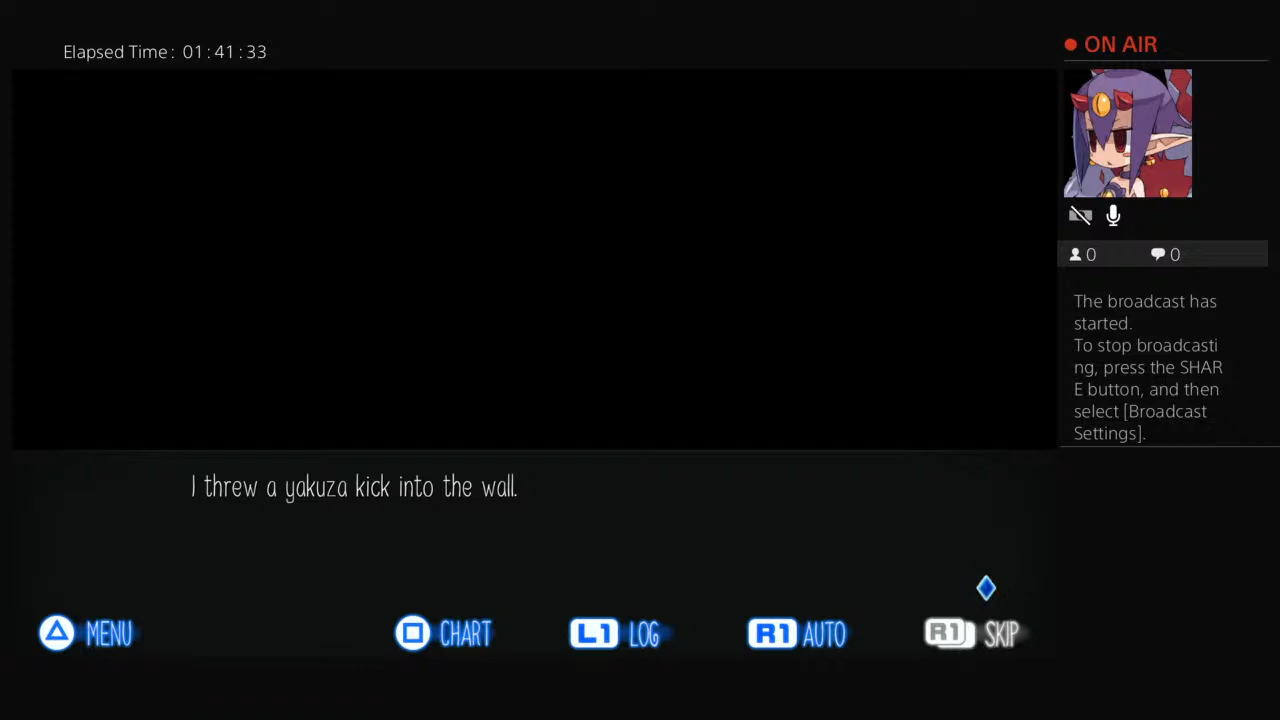 Elapsed Time: 01:41:33
ON AIR
0 0
The broadcast has
started.
To stop broadcasti
ng, press the SHAR
E button, and then
select [Broadcast
Settings].
I threw a yakuza kick into the wall.
MENU CHART L1 LOG R1 AUTO R1 SKIP